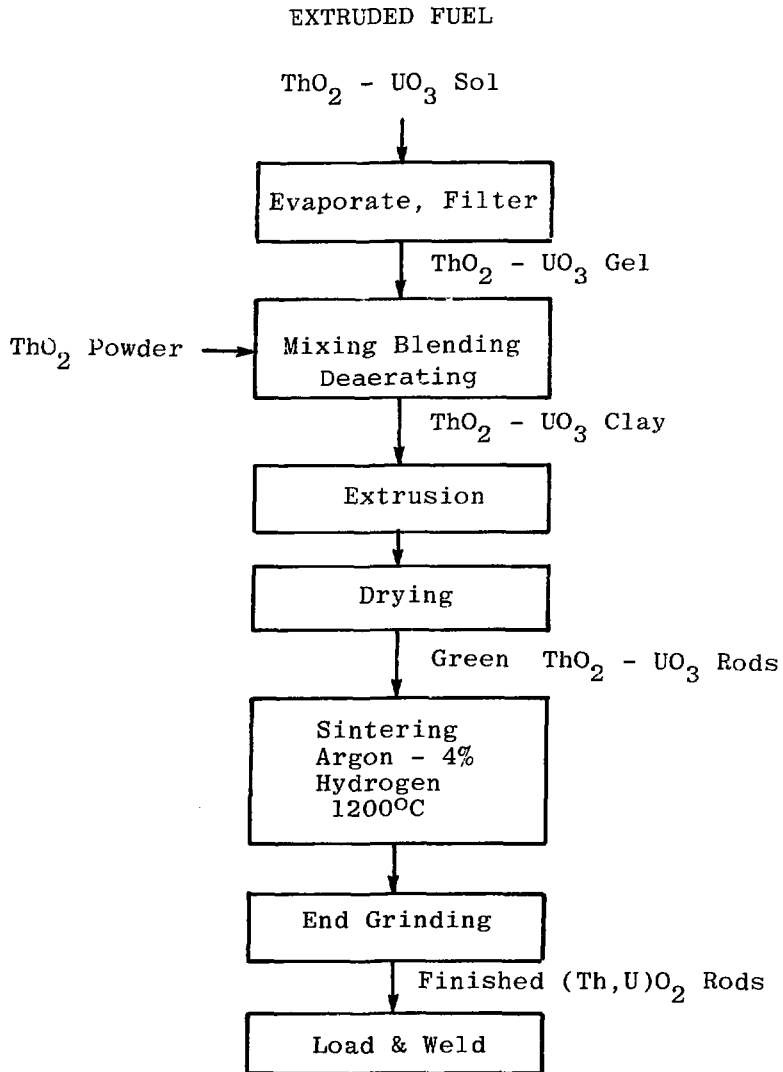 EXTRUDED FUEL
ThO₂ - UO₃ Sol
Evaporate, Filter
ThO₂ - UO₃ Gel
ThO₂ Powder
Mixing Blending
Deaerating
ThO₂ - UO₃ Clay
Extrusion
Drying
Green ThO₂ - UO₃ Rods
Sintering
Argon - 4%
Hydrogen
1200°C
End Grinding
Finished (Th,U)O₂ Rods
Load & Weld